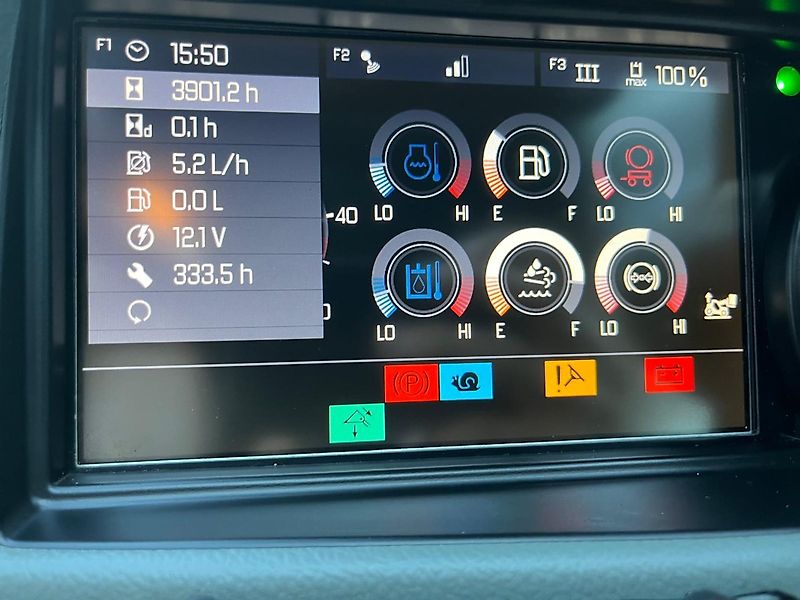 F1 15:50
F2
F3 III max 100%
3901.2 h
d 0.1 h
5.2 L/h
0.0 L
12.1 V
333.5 h
40
LO HI E F LO HI
LO HI E F LO HI
P
!